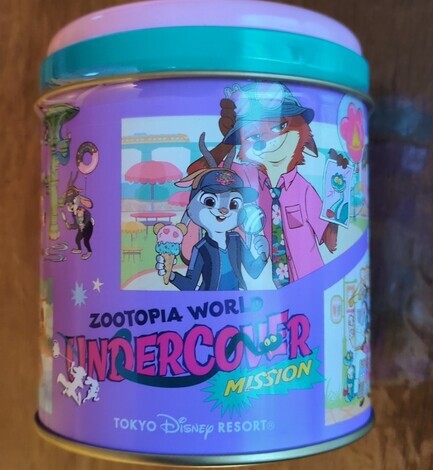 ZOOTOPIA WORLD
UNDERCOVER
MISSION
TOKYO Disney RESORT®